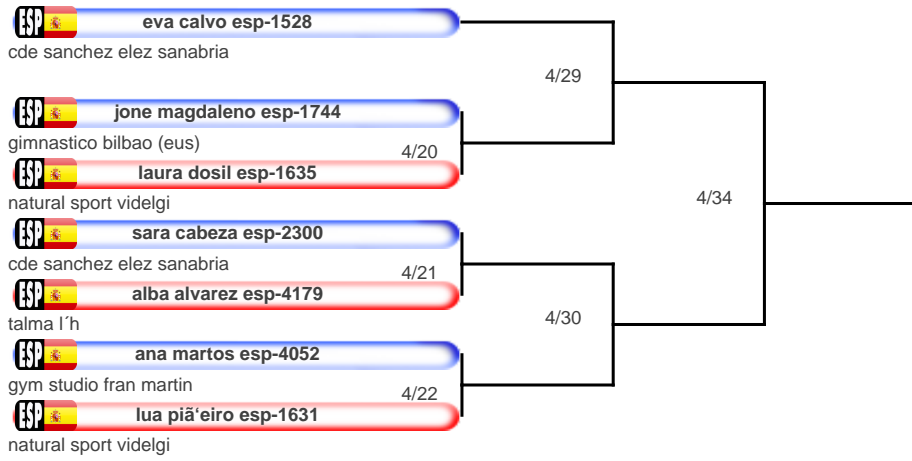 ESP eva calvo esp-1528
cde sanchez elez sanabria
4/29
ESP jone magdaleno esp-1744
gimnastico bilbao (eus)
4/20
ESP laura dosil esp-1635
natural sport videlgi
4/34
ESP sara cabeza esp-2300
cde sanchez elez sanabria
4/21
ESP alba alvarez esp-4179
talma l´h
4/30
ESP ana martos esp-4052
gym studio fran martin
4/22
ESP lua piã‘eiro esp-1631
natural sport videlgi